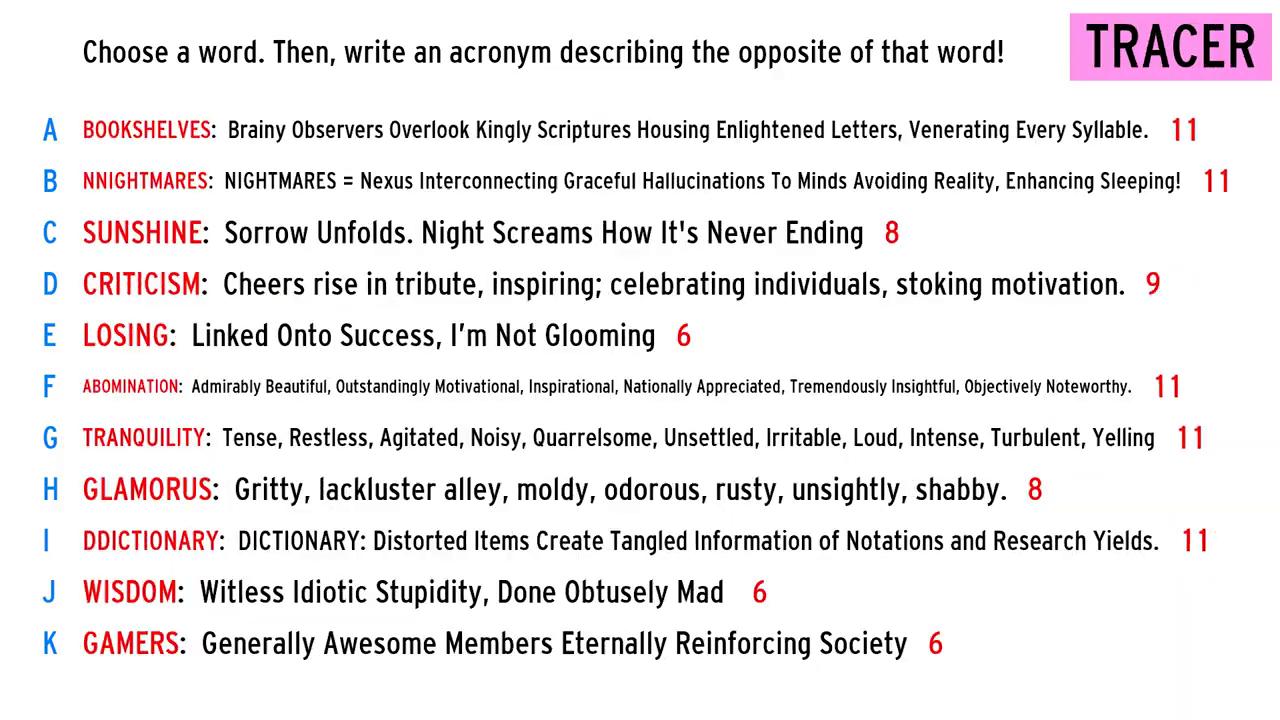 Choose a word. Then, write an acronym describing the opposite of that word!
TRACER
A BOOKSHELVES: Brainy Observers Overlook Kingly Scriptures Housing Enlightened Letters, Venerating Every Syllable. 11
B NNIGHTMARES: NIGHTMARES = Nexus Interconnecting Graceful Hallucinations To Minds Avoiding Reality, Enhancing Sleeping! 11
C SUNSHINE: Sorrow Unfolds. Night Screams How It's Never Ending 8
D CRITICISM: Cheers rise in tribute, inspiring; celebrating individuals, stoking motivation. 9
E LOSING: Linked Onto Success, I’m Not Glooming 6
F ABOMINATION: Admirably Beautiful, Outstandingly Motivational, Inspirational, Nationally Appreciated, Tremendously Insightful, Objectively Noteworthy. 11
G TRANQUILITY: Tense, Restless, Agitated, Noisy, Quarrelsome, Unsettled, Irritable, Loud, Intense, Turbulent, Yelling 11
H GLAMORUS: Gritty, lackluster alley, moldy, odorous, rusty, unsightly, shabby. 8
I DDICTIONARY: DICTIONARY: Distorted Items Create Tangled Information of Notations and Research Yields. 11
J WISDOM: Witless Idiotic Stupidity, Done Obtusely Mad 6
K GAMERS: Generally Awesome Members Eternally Reinforcing Society 6